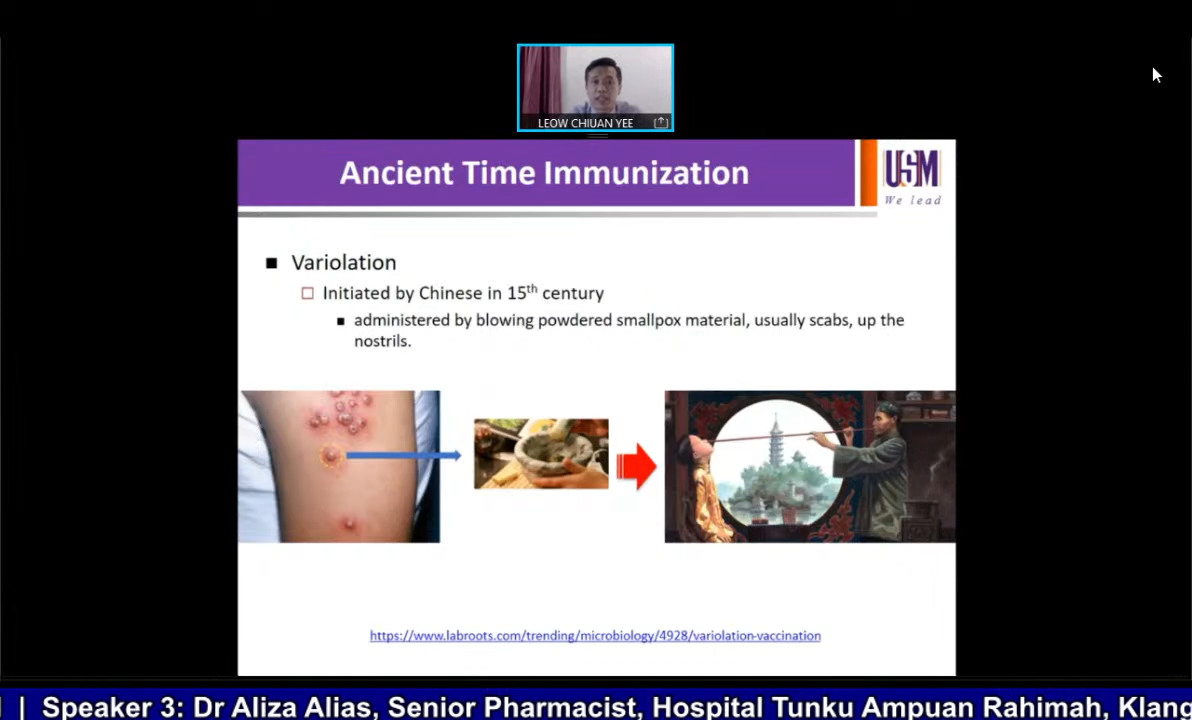 LEOW CHIUAN YEE
Ancient Time Immunization
USM
We lead
Variolation
Initiated by Chinese in 15th century
administered by blowing powdered smallpox material, usually scabs, up the
nostrils.
https://www.labroots.com/trending/microbiology/4928/variolation-vaccination
| Speaker 3: Dr Aliza Alias, Senior Pharmacist, Hospital Tunku Ampuan Rahimah, Klang